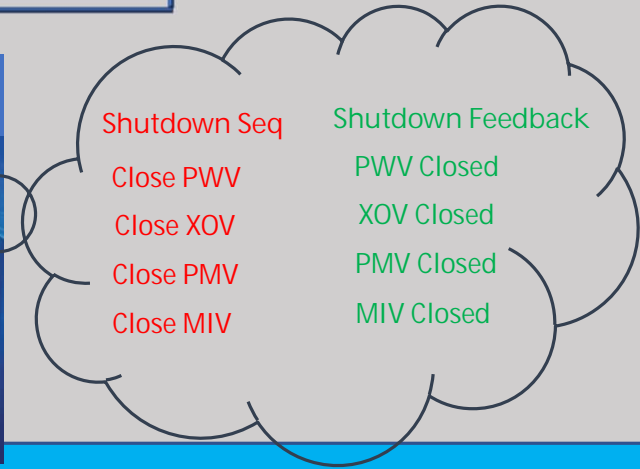 Shutdown Seq
Close PWV
Close XOV
Close PMV
Close MIV
Shutdown Feedback
PWV Closed
XOV Closed
PMV Closed
MIV Closed